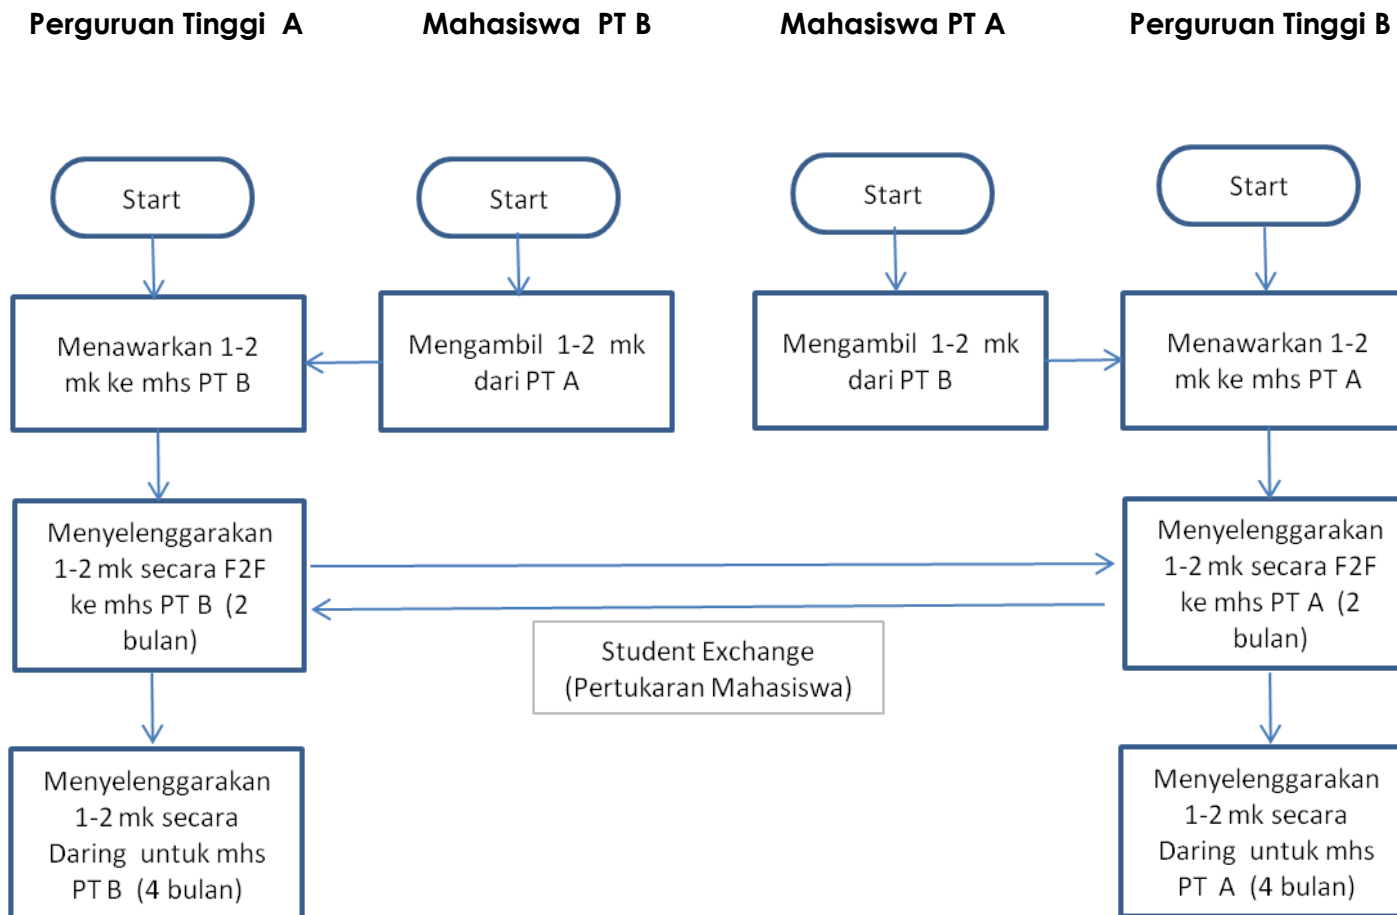 Perguruan Tinggi A
Mahasiswa PT B
Mahasiswa PT A
Perguruan Tinggi B
Start
Start
Start
Start
Menawarkan 1-2
mk ke mhs PT B
Mengambil 1-2 mk
dari PT A
Mengambil 1-2 mk
dari PT B
Menawarkan 1-2
mk ke mhs PT A
Menyelenggarakan
1-2 mk secara F2F
ke mhs PT B (2
bulan)
Menyelenggarakan
1-2 mk secara F2F
ke mhs PT A (2
bulan)
Student Exchange
(Pertukaran Mahasiswa)
Menyelenggarakan
1-2 mk secara
Daring untuk mhs
PT B (4 bulan)
Menyelenggarakan
1-2 mk secara
Daring untuk mhs
PT A (4 bulan)